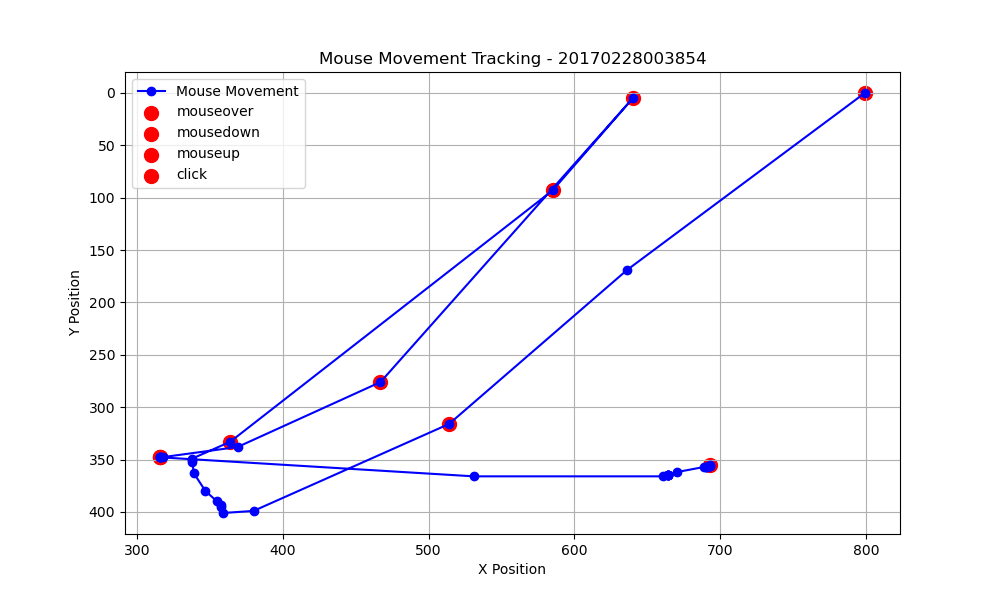 Mouse Movement Tracking - 20170228003854
Mouse Movement
mouseover
mousedown
mouseup
click
0
50
100
150
200
250
300
350
400
Y Position
300 400 500 600 700 800
X Position